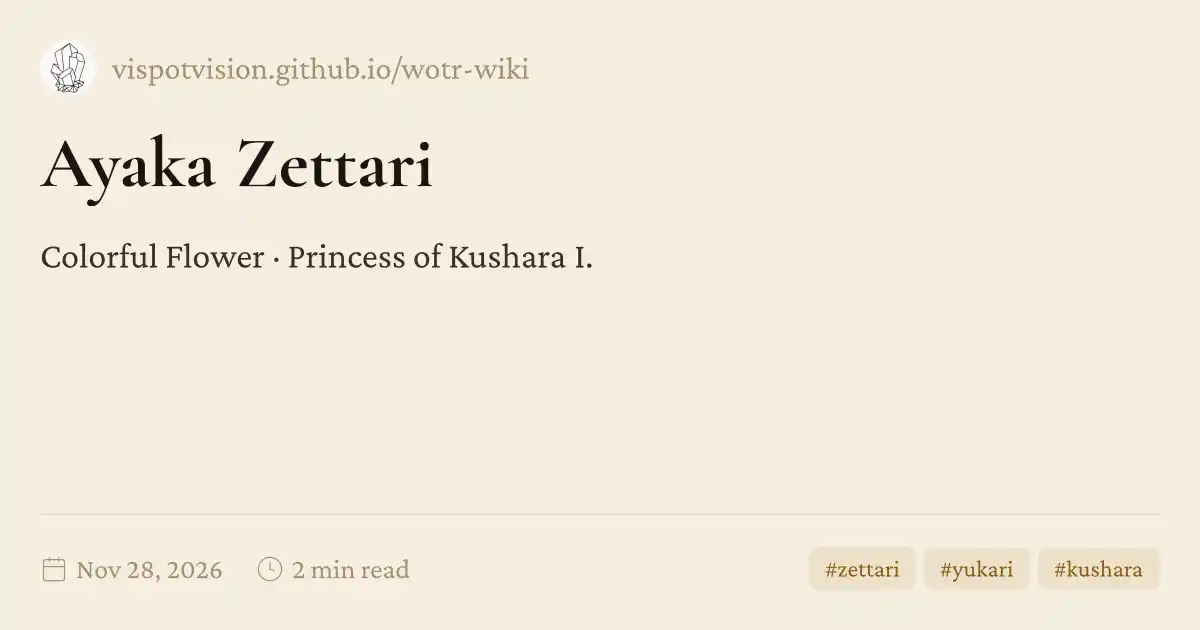 vispotvision.github.io/wotr-wiki
Ayaka Zettari
Colorful Flower · Princess of Kushara I.
Nov 28, 2026 2 min read #zettari #yukari #kushara